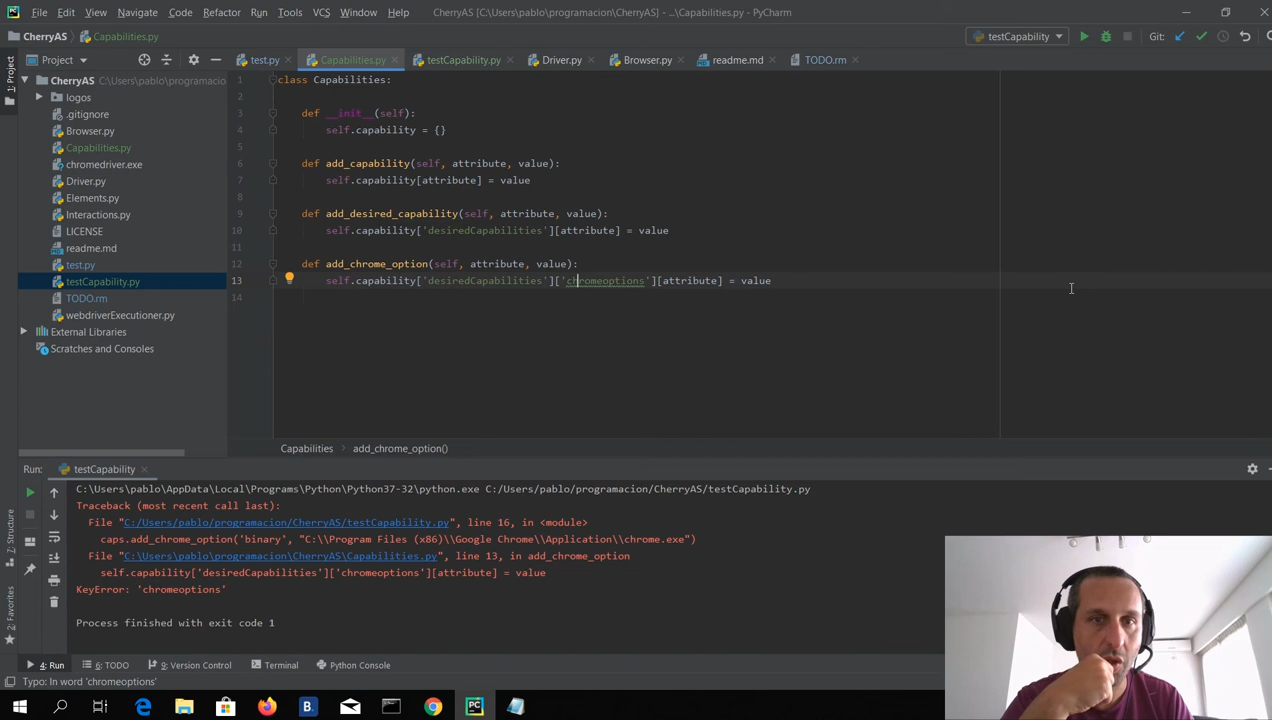 File Edit View Navigate Code Refactor Run Tools VCS Window Help CherryAS [C:\Users\pablo\programacion\CherryAS] - ...\Capabilities.py - PyCharm
CherryAS Capabilities.py testCapability Git:
Project test.py Capabilities.py testCapability.py Driver.py Browser.py readme.md TODO.rm
1: Project
CherryAS C:\Users\pablo\programacio
logos
.gitignore
Browser.py
Capabilities.py
chromedriver.exe
Driver.py
Elements.py
Interactions.py
LICENSE
readme.md
test.py
testCapability.py
TODO.rm
webdriverExecutioner.py
External Libraries
Scratches and Consoles
1 class Capabilities:
2
3 def __init__(self):
4 self.capability = {}
5
6 def add_capability(self, attribute, value):
7 self.capability[attribute] = value
8
9 def add_desired_capability(self, attribute, value):
10 self.capability['desiredCapabilities'][attribute] = value
11
12 def add_chrome_option(self, attribute, value):
13 self.capability['desiredCapabilities']['chromeoptions'][attribute] = value
14
Capabilities add_chrome_option()
Run: testCapability
C:\Users\pablo\AppData\Local\Programs\Python\Python37-32\python.exe C:/Users/pablo/programacion/CherryAS/testCapability.py
Traceback (most recent call last):
File "C:/Users/pablo/programacion/CherryAS/testCapability.py", line 16, in <module>
caps.add_chrome_option('binary', "C:\\Program Files (x86)\\Google Chrome\\Application\\chrome.exe")
File "C:\Users\pablo\programacion\CherryAS\Capabilities.py", line 13, in add_chrome_option
self.capability['desiredCapabilities']['chromeoptions'][attribute] = value
KeyError: 'chromeoptions'
Process finished with exit code 1
Z: Structure
2: Favorites
4: Run 6: TODO 9: Version Control Terminal Python Console
Typo: In word 'chromeoptions'
B.
PC